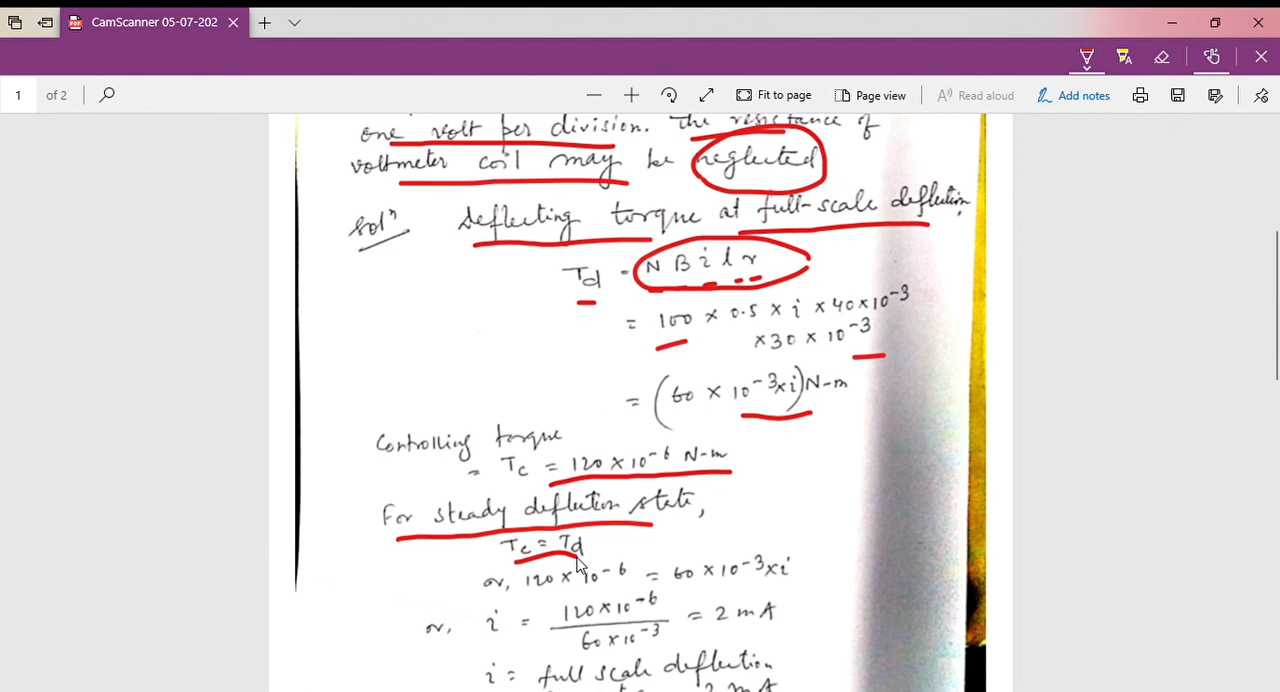 CamScanner 05-07-202
1 of 2 Fit to page Page view Read aloud Add notes
one volt per division. The resistance of
voltmeter coil may be neglected
Solⁿ Deflecting torque at full-scale deflection,
Td = N B i l r
= 100 × 0.5 × i × 40 × 10⁻³
× 30 × 10⁻³
= (60 × 10⁻³ × i) N-m
Controlling torque
= Tc = 120 × 10⁻⁶ N-m
For steady deflection state,
Tc = Td
or, 120 × 10⁻⁶ = 60 × 10⁻³ × i
or, i = 120 × 10⁻⁶ / 60 × 10⁻³ = 2 mA
i = full scale deflection
2 mA